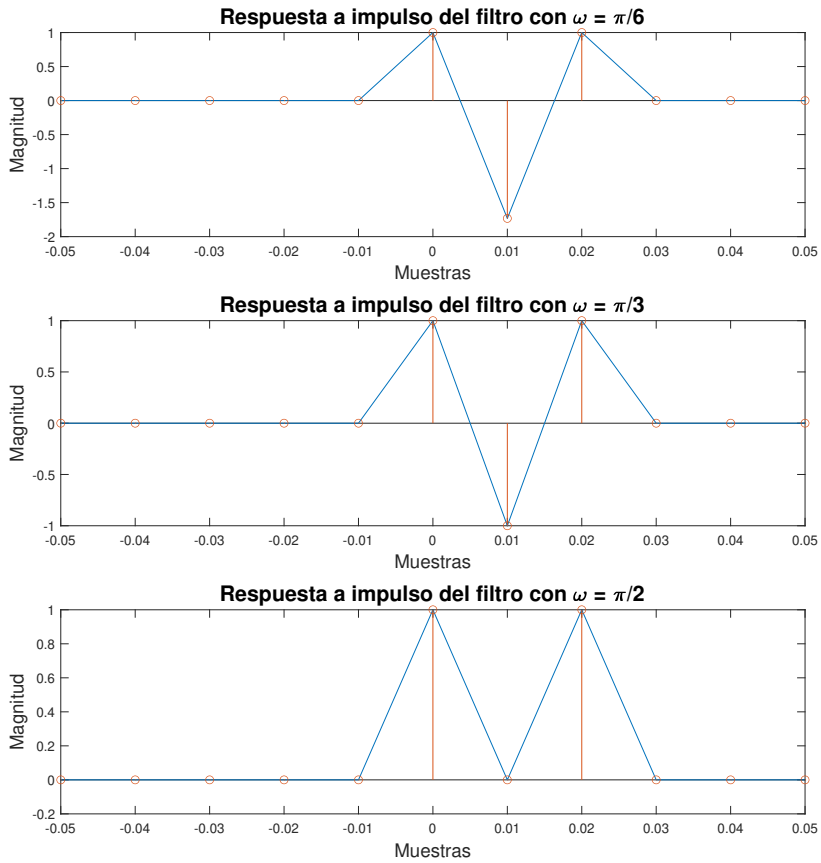 Respuesta a impulso del filtro con ω = π/6
1
0.5
0
-0.5
-1
-1.5
-2
Magnitud
-0.05 -0.04 -0.03 -0.02 -0.01 0 0.01 0.02 0.03 0.04 0.05
Muestras
Respuesta a impulso del filtro con ω = π/3
1
0.5
0
-0.5
-1
Magnitud
-0.05 -0.04 -0.03 -0.02 -0.01 0 0.01 0.02 0.03 0.04 0.05
Muestras
Respuesta a impulso del filtro con ω = π/2
1
0.8
0.6
0.4
0.2
0
-0.2
Magnitud
-0.05 -0.04 -0.03 -0.02 -0.01 0 0.01 0.02 0.03 0.04 0.05
Muestras